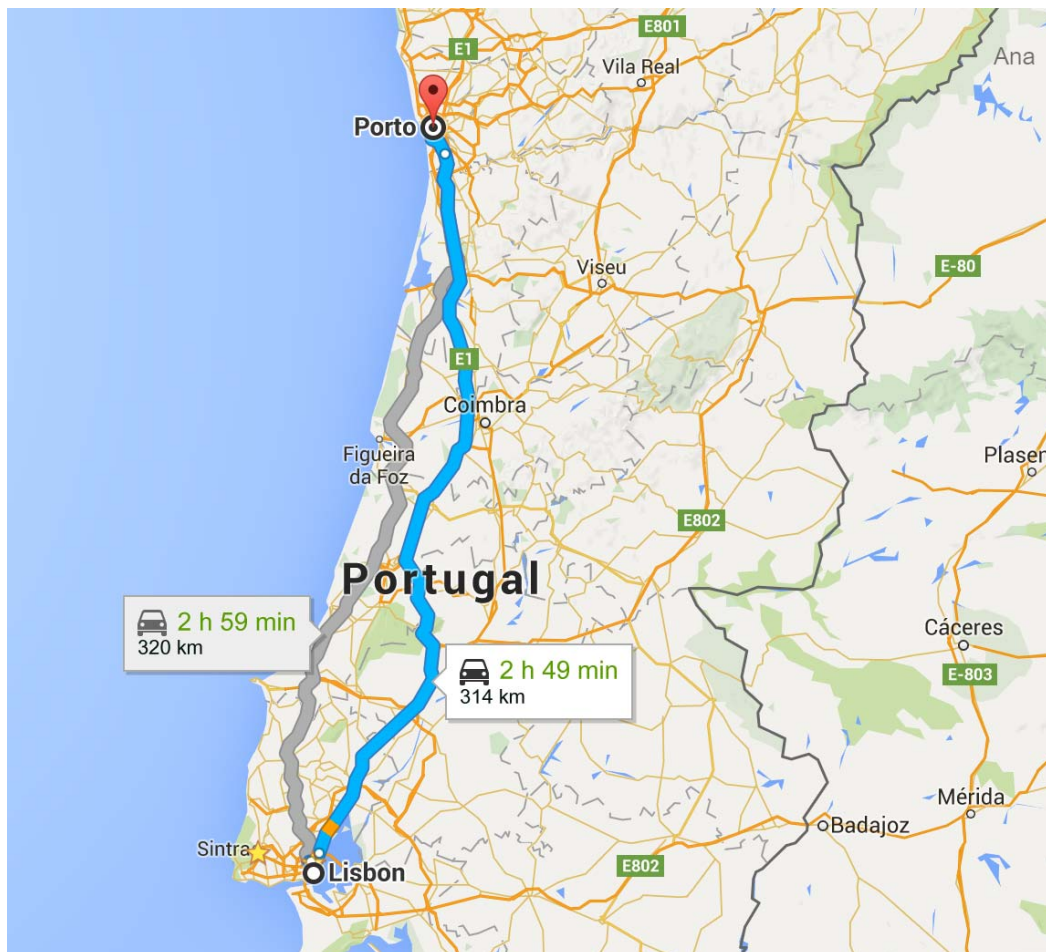 E801
E1
Ana
Vila Real
Porto
Viseu
E-80
E1
Coimbra
Figueira
da Foz
Plasen
E802
Portugal
2 h 59 min
320 km
Cáceres
2 h 49 min
314 km
E-803
Mérida
Badajoz
Sintra
E802
Lisbon